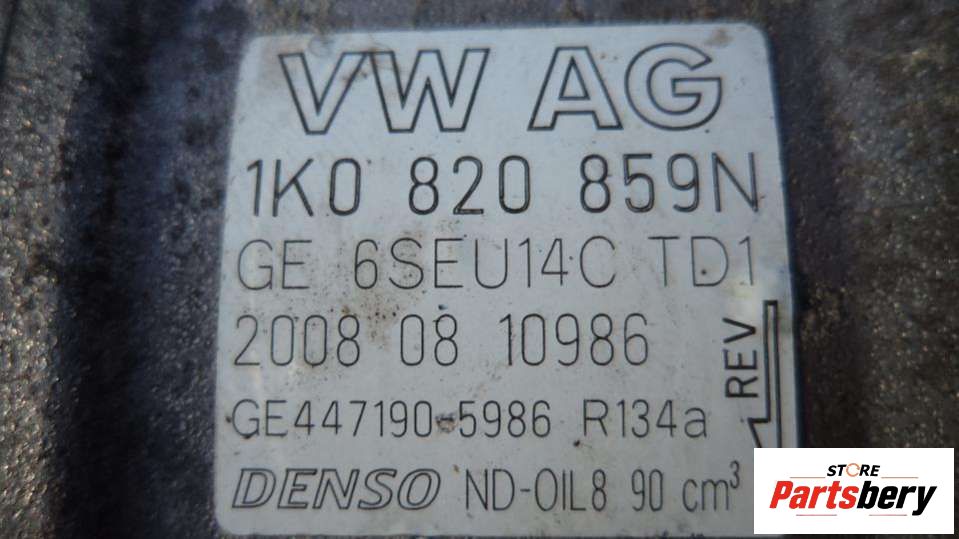 VW AG
1K0 820 859N
GE 6SEU14C TD1
2008 08 10986
REV
GE447190-5986 R134a
DENSO ND-OIL8 90 cm³
STORE
Partsbery